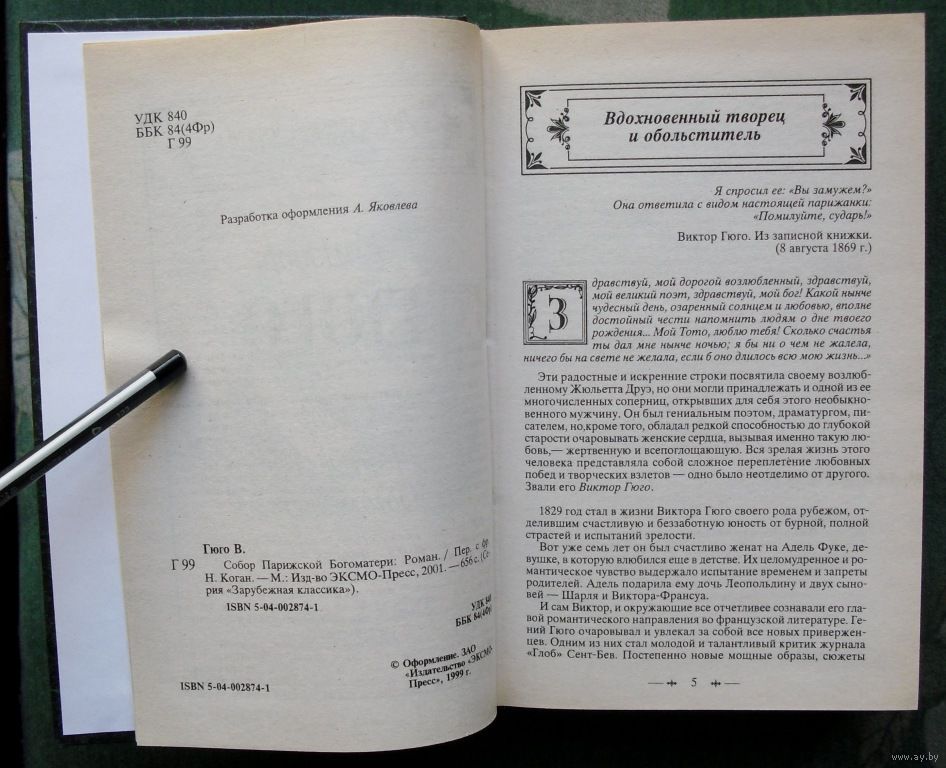 УДК 840
ББК 84(4Фр)
Г 99
Разработка оформления А. Яковлева
Гюго В.
Г 99 Собор Парижской Богоматери: Роман. / Пер. с фр.
Н. Коган. — М.: Изд-во ЭКСМО-Пресс, 2001. — 656 с. (Се-
рия «Зарубежная классика»).
ISBN 5-04-002874-1
УДК 840
ББК 84(4Фр)
© Оформление. ЗАО
«Издательство «ЭКСМО-
Пресс», 1999 г.
ISBN 5-04-002874-1
Вдохновенный творец
и обольститель
Я спросил ее: «Вы замужем?»
Она ответила с видом настоящей парижанки:
«Помилуйте, сударь!»
Виктор Гюго. Из записной книжки.
(8 августа 1869 г.)
Здравствуй, мой дорогой возлюбленный, здравствуй,
мой великий поэт, здравствуй, мой бог! Какой нынче
чудесный день, озаренный солнцем и любовью, вполне
достойный чести напомнить людям о дне твоего
рождения... Мой Тото, люблю тебя! Сколько счастья
ты дал мне нынче ночью; я бы ни о чем не жалела,
ничего бы на свете не желала, если б оно длилось всю мою жизнь...»
Эти радостные и искренние строки посвятила своему возлюб-
ленному Жюльетта Друэ, но они могли принадлежать и одной из ее
многочисленных соперниц, открывших для себя этого необыкно-
венного мужчину. Он был гениальным поэтом, драматургом, пи-
сателем, но,кроме того, обладал редкой способностью до глубокой
старости очаровывать женские сердца, вызывая именно такую лю-
бовь,— жертвенную и всепоглощающую. Вся зрелая жизнь этого
человека представляла собой сложное переплетение любовных
побед и творческих взлетов — одно было неотделимо от другого.
Звали его Виктор Гюго.
1829 год стал в жизни Виктора Гюго своего рода рубежом, от-
делившим счастливую и беззаботную юность от бурной, полной
страстей и испытаний зрелости.
Вот уже семь лет он был счастливо женат на Адель Фуке, де-
вушке, в которую влюбился еще в детстве. Их целомудренное и ро-
мантическое чувство выдержало испытание временем и запреты
родителей. Адель подарила ему дочь Леопольдину и двух сыно-
вей — Шарля и Виктора-Франсуа.
И сам Виктор, и окружающие все отчетливее сознавали его гла-
вой романтического направления во французской литературе. Ге-
ний Гюго очаровывал и увлекал за собой все новых привержен-
цев. Одним из них стал молодой и талантливый критик журнала
«Глоб» Сент-Бев. Постепенно новые мощные образы, сюжеты
5
www.ay.by